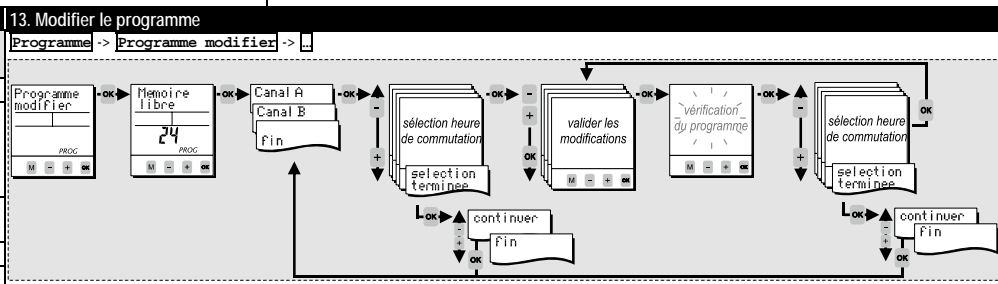 13. Modifier le programme
Programme -> Programme modifier -> …
Programme
modifier
PROG
M - + OK
OK
Memoire
libre
24
PROG
M - + OK
OK
Canal A
Canal B
fin
OK
-
+
sélection heure
de commutation
selection
terminee
OK
-
+
OK
continuer
fin
OK
-
+
OK
valider les
modifications
M - + OK
OK
vérification
du programme
M - + OK
OK
-
+
sélection heure
de commutation
selection
terminee
OK
OK
-
+
OK
continuer
fin